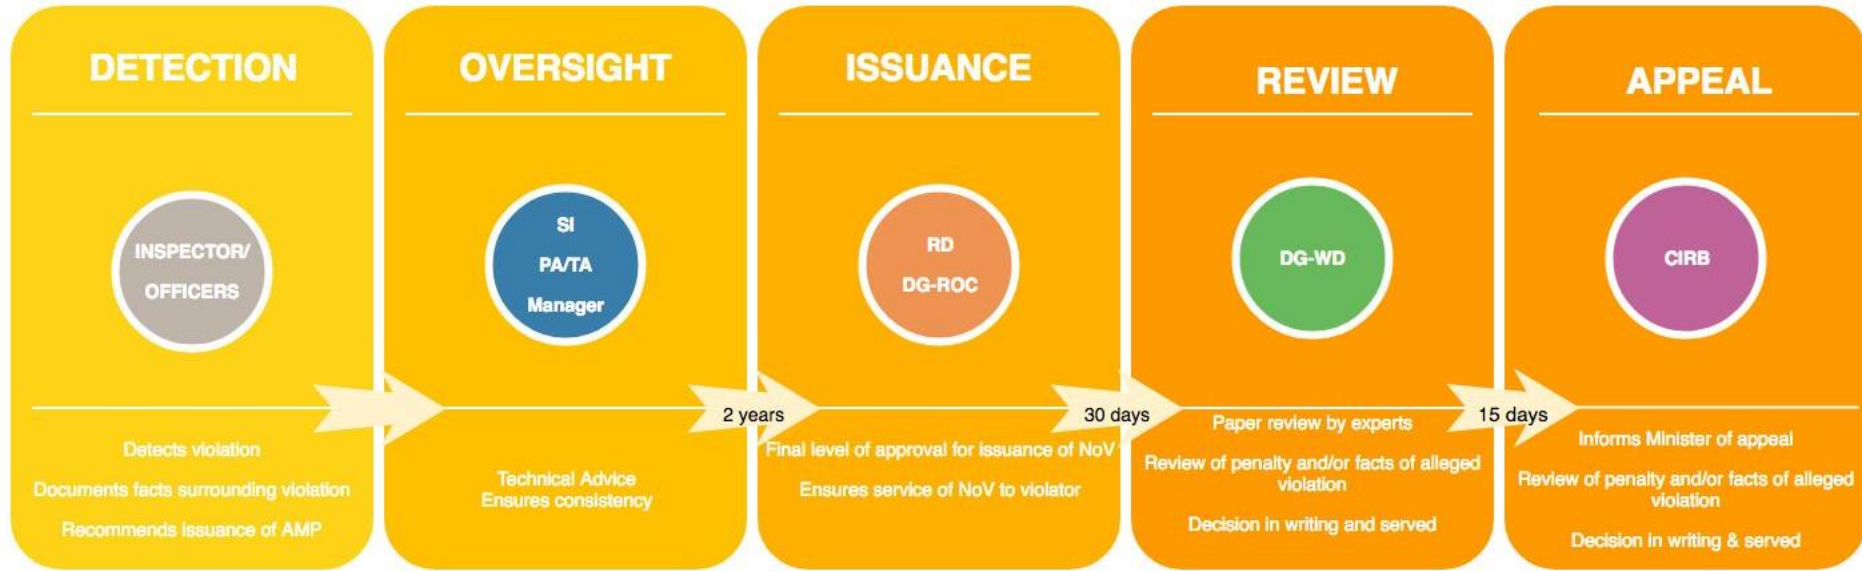 DETECTION
INSPECTOR/
OFFICERS
Detects violation
Documents facts surrounding violation
Recommends issuance of AMP
OVERSIGHT
SI
PA/TA
Manager
Technical Advice
Ensures consistency
2 years
ISSUANCE
RD
DG-ROC
Final level of approval for issuance of NoV
Ensures service of NoV to violator
30 days
REVIEW
DG-WD
Paper review by experts
Review of penalty and/or facts of alleged
violation
Decision in writing and served
15 days
APPEAL
CIRB
Informs Minister of appeal
Review of penalty and/or facts of alleged
violation
Decision in writing & served